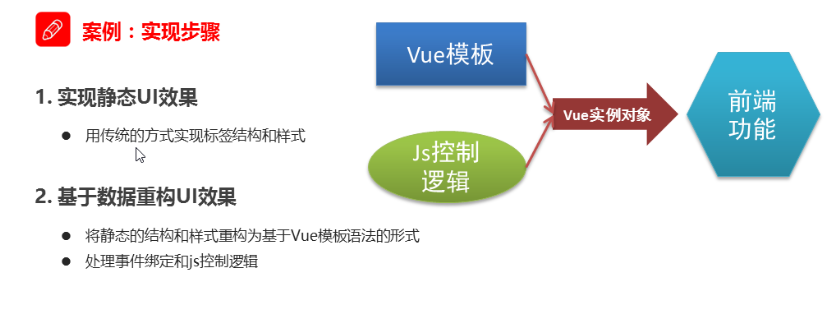 案例：实现步骤
1. 实现静态UI效果
● 用传统的方式实现标签结构和样式
2. 基于数据重构UI效果
● 将静态的结构和样式重构为基于Vue模板语法的形式
● 处理事件绑定和js控制逻辑
Vue模板
Js控制
逻辑
Vue实例对象
前端
功能